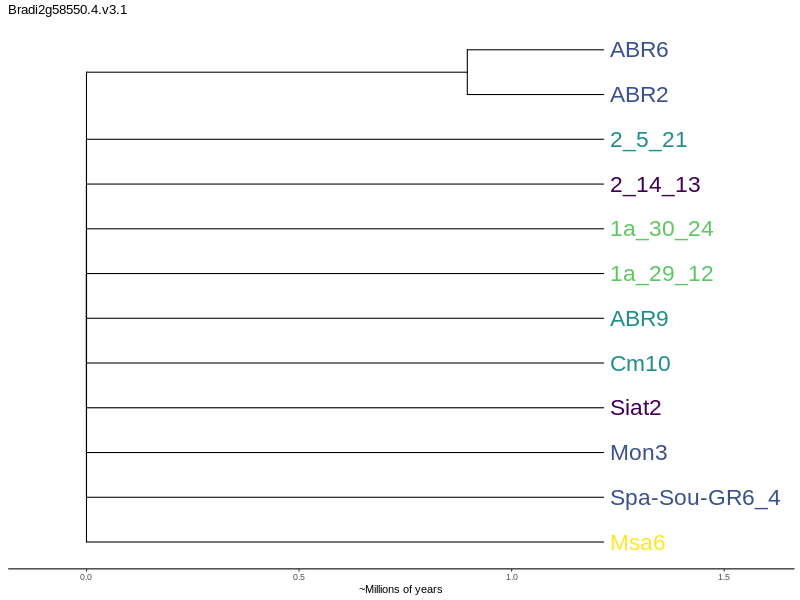 Bradi2g58550.4.v3.1
ABR6
ABR2
2_5_21
2_14_13
1a_30_24
1a_29_12
ABR9
Cm10
Siat2
Mon3
Spa-Sou-GR6_4
Msa6
0.0 0.5 1.0 1.5
~Millions of years